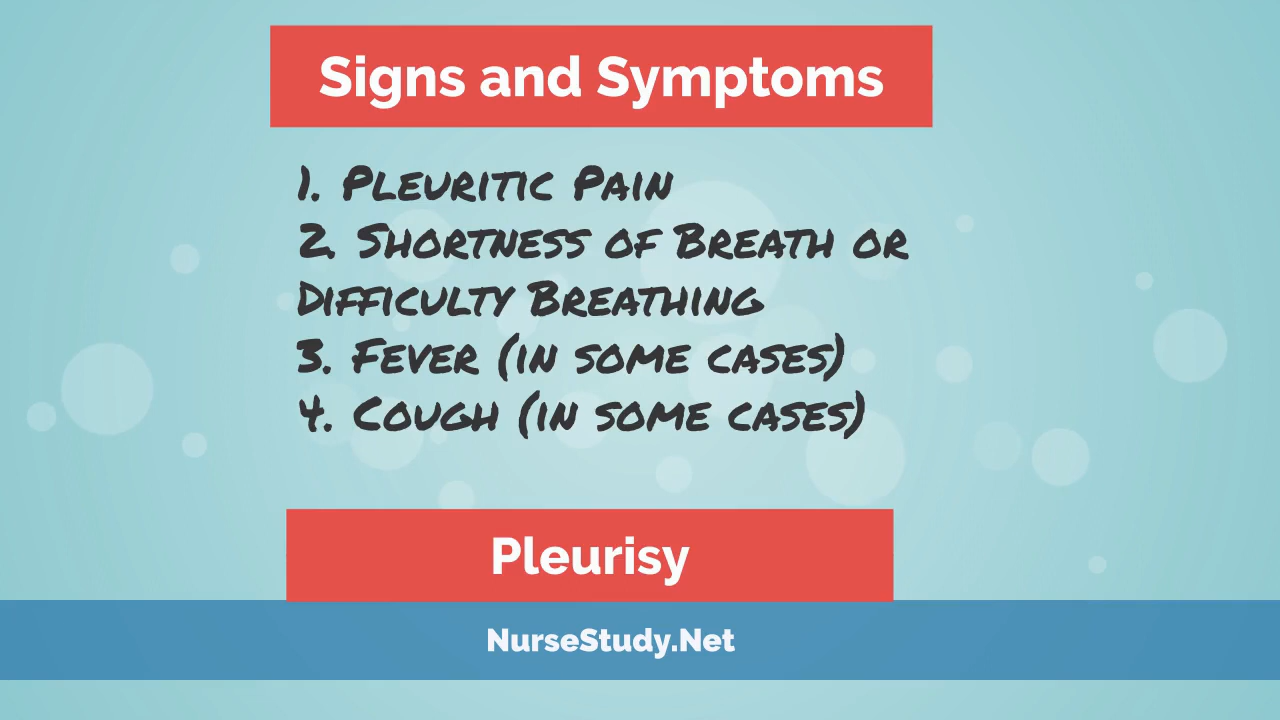 Signs and Symptoms
1. Pleuritic Pain
2. Shortness of Breath or
Difficulty Breathing
3. Fever (in some cases)
4. Cough (in some cases)
Pleurisy
NurseStudy.Net